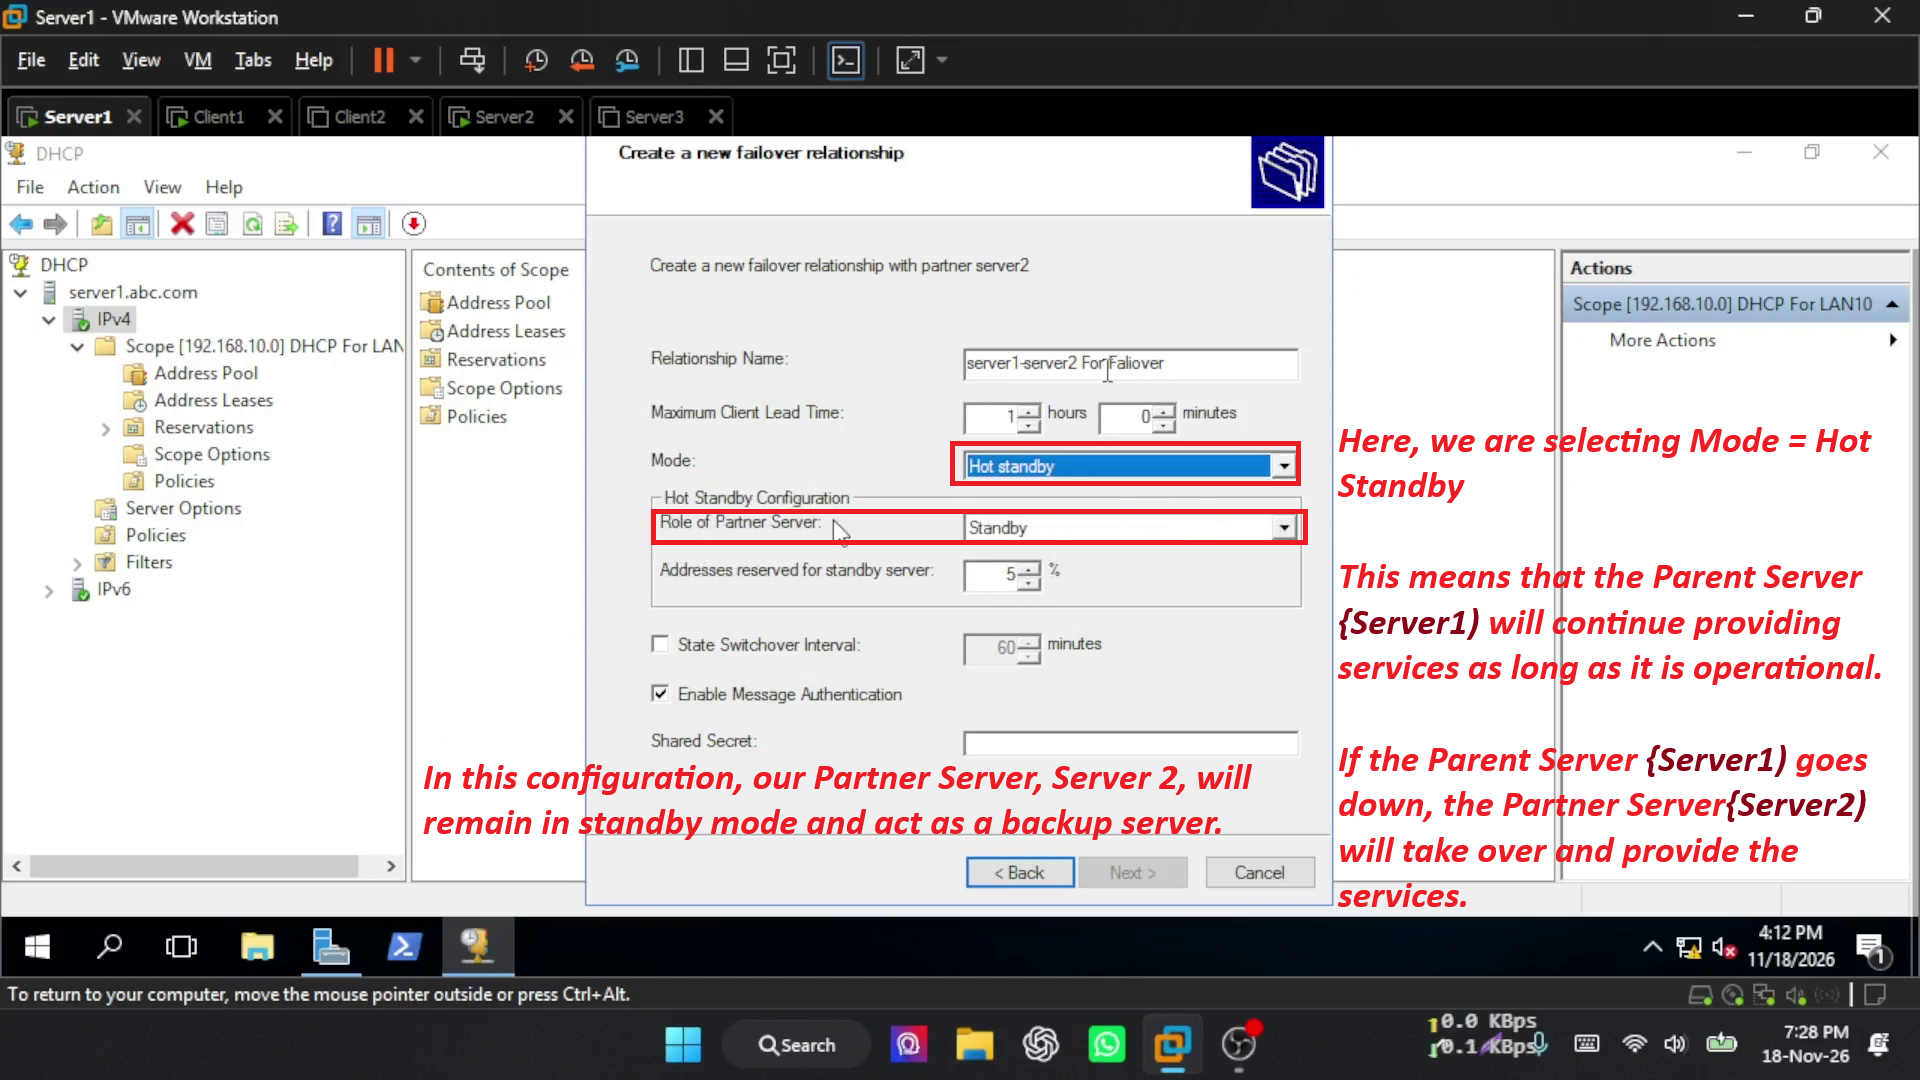 Server1 - VMware Workstation
File Edit View VM Tabs Help
Server1 Client1 Client2 Server2 Server3
DHCP
File Action View Help
DHCP
server1.abc.com
IPv4
Scope [192.168.10.0] DHCP For LAN
Address Pool
Address Leases
Reservations
Scope Options
Policies
Server Options
Policies
Filters
IPv6
Contents of Scope
Address Pool
Address Leases
Reservations
Scope Options
Policies
Create a new failover relationship
Create a new failover relationship with partner server2
Relationship Name: server1-server2 For Faliover
Maximum Client Lead Time: 1 hours 0 minutes
Mode: Hot standby
Hot Standby Configuration
Role of Partner Server: Standby
Addresses reserved for standby server: 5 %
State Switchover Interval: 60 minutes
Enable Message Authentication
Shared Secret:
In this configuration, our Partner Server, Server 2, will
remain in standby mode and act as a backup server.
< Back Next > Cancel
Actions
Scope [192.168.10.0] DHCP For LAN10
More Actions
Here, we are selecting Mode = Hot
Standby
This means that the Parent Server
{Server1) will continue providing
services as long as it is operational.
If the Parent Server {Server1) goes
down, the Partner Server{Server2)
will take over and provide the
services.
4:12 PM
11/18/2026
1
To return to your computer, move the mouse pointer outside or press Ctrl+Alt.
Search
0.0 KBps
0.1 KBps
7:28 PM
18-Nov-26